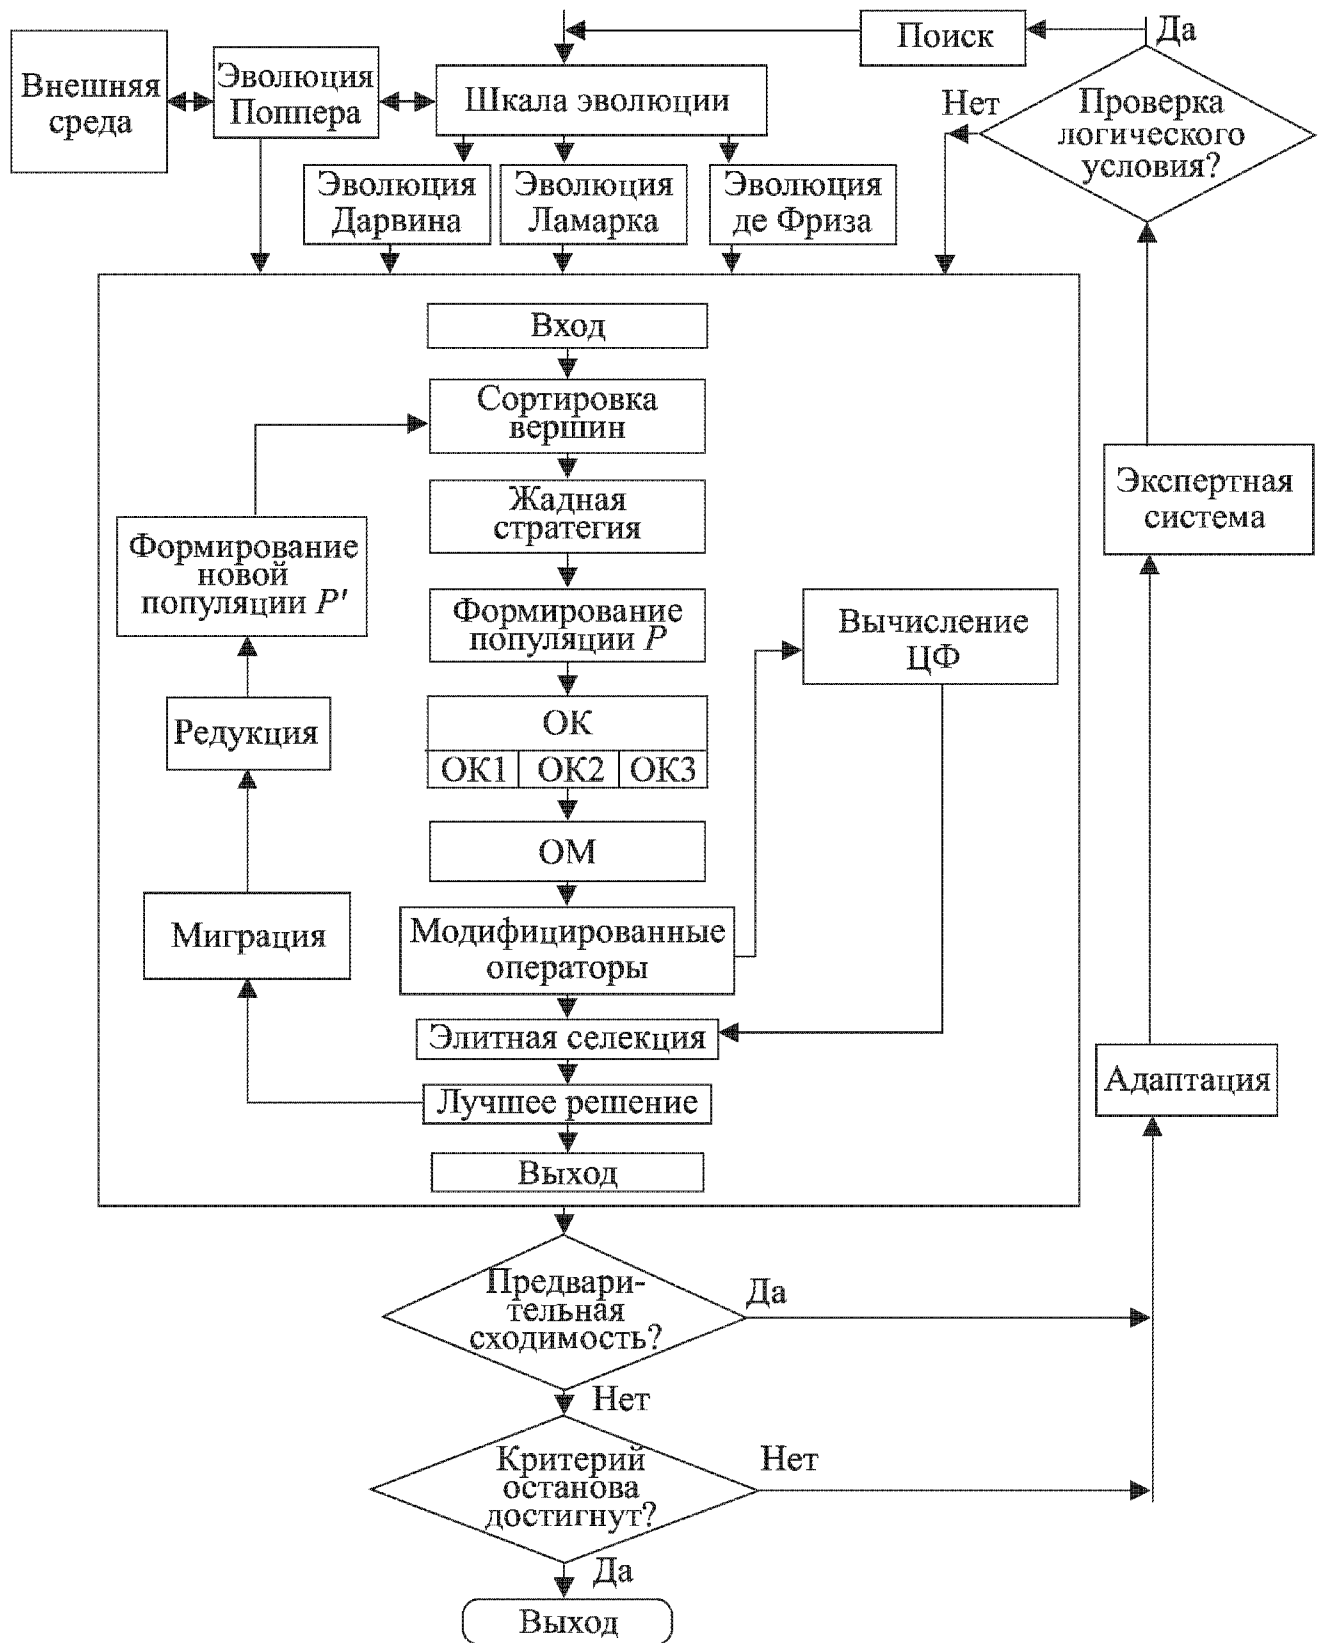 Поиск
Да
Внешняя
среда
Эволюция
Поппера
Шкала эволюции
Нет
Проверка
логического
условия?
Эволюция
Дарвина
Эволюция
Ламарка
Эволюция
де Фриза
Вход
Сортировка
вершин
Жадная
стратегия
Экспертная
система
Формирование
новой
популяции P'
Формирование
популяции P
Вычисление
ЦФ
Редукция
ОК
ОК1 ОК2 ОК3
ОМ
Миграция
Модифицированные
операторы
Элитная селекция
Адаптация
Лучшее решение
Выход
Предвари-
тельная
сходимость?
Да
Нет
Критерий
останова
достигнут?
Нет
Да
Выход